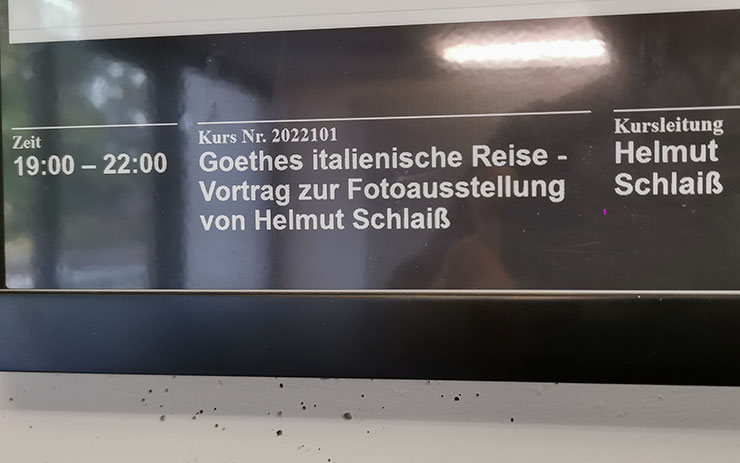 Zeit
19:00 – 22:00
Kurs Nr. 2022101
Goethes italienische Reise -
Vortrag zur Fotoausstellung
von Helmut Schlaiß
Kursleitung
Helmut
Schlaiß